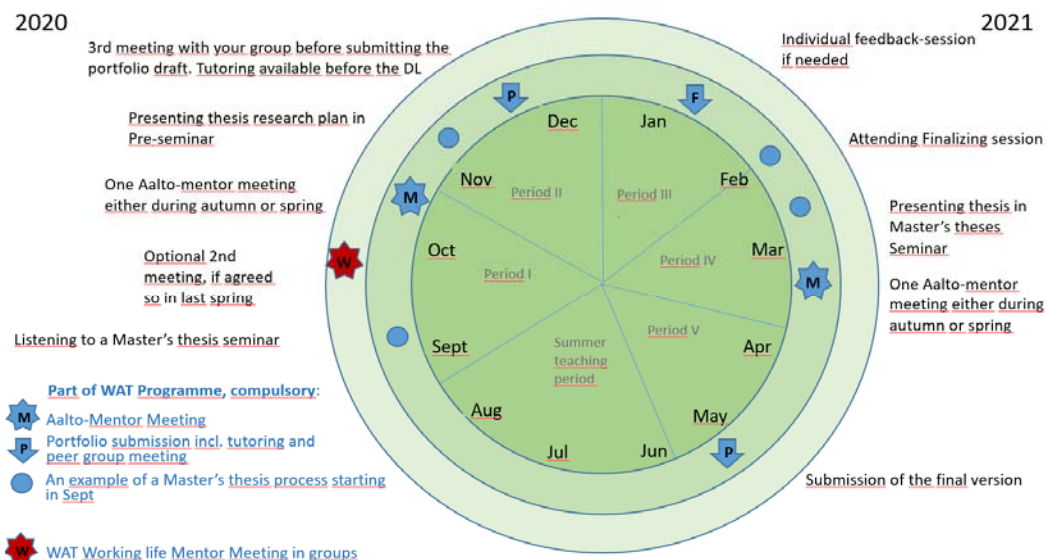 2020
2021
3rd meeting with your group before submitting the
portfolio draft. Tutoring available before the DL
Individual feedback-session
if needed
Presenting thesis research plan in
Pre-seminar
Attending Finalizing session
One Aalto-mentor meeting
either during autumn or spring
Presenting thesis in
Master's theses
Seminar
Optional 2nd
meeting, if agreed
so in last spring
One Aalto-mentor
meeting either during
autumn or spring
Listening to a Master's thesis seminar
Submission of the final version
P
F
M
W
M
P
Dec
Jan
Nov
Feb
Oct
Mar
Sept
Apr
Aug
May
Jul
Jun
Period II
Period III
Period I
Period IV
Period V
Summer
teaching
period
Part of WAT Programme, compulsory:
M Aalto-Mentor Meeting
P Portfolio submission incl. tutoring and
peer group meeting
An example of a Master's thesis process starting
in Sept
W WAT Working life Mentor Meeting in groups